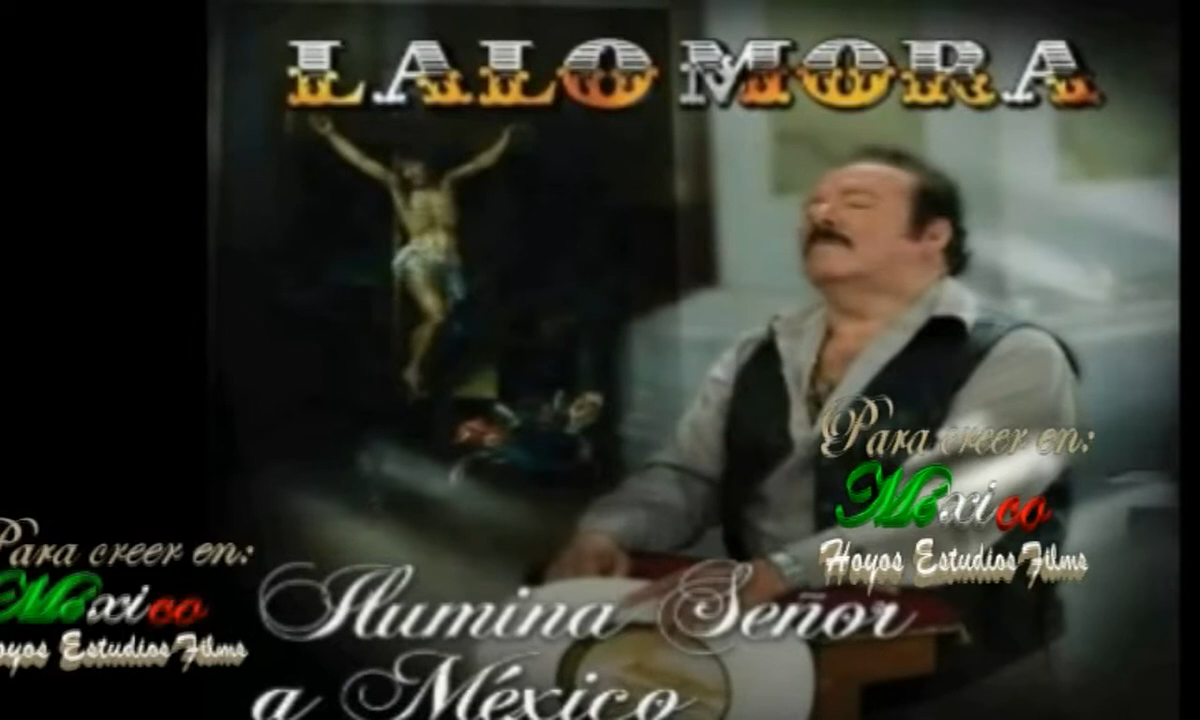 LALO MORA
Para creer en:
México
Hoyos Estudios Films
Para creer en:
México
Hoyos Estudios Films
Ilumina Señor
a México